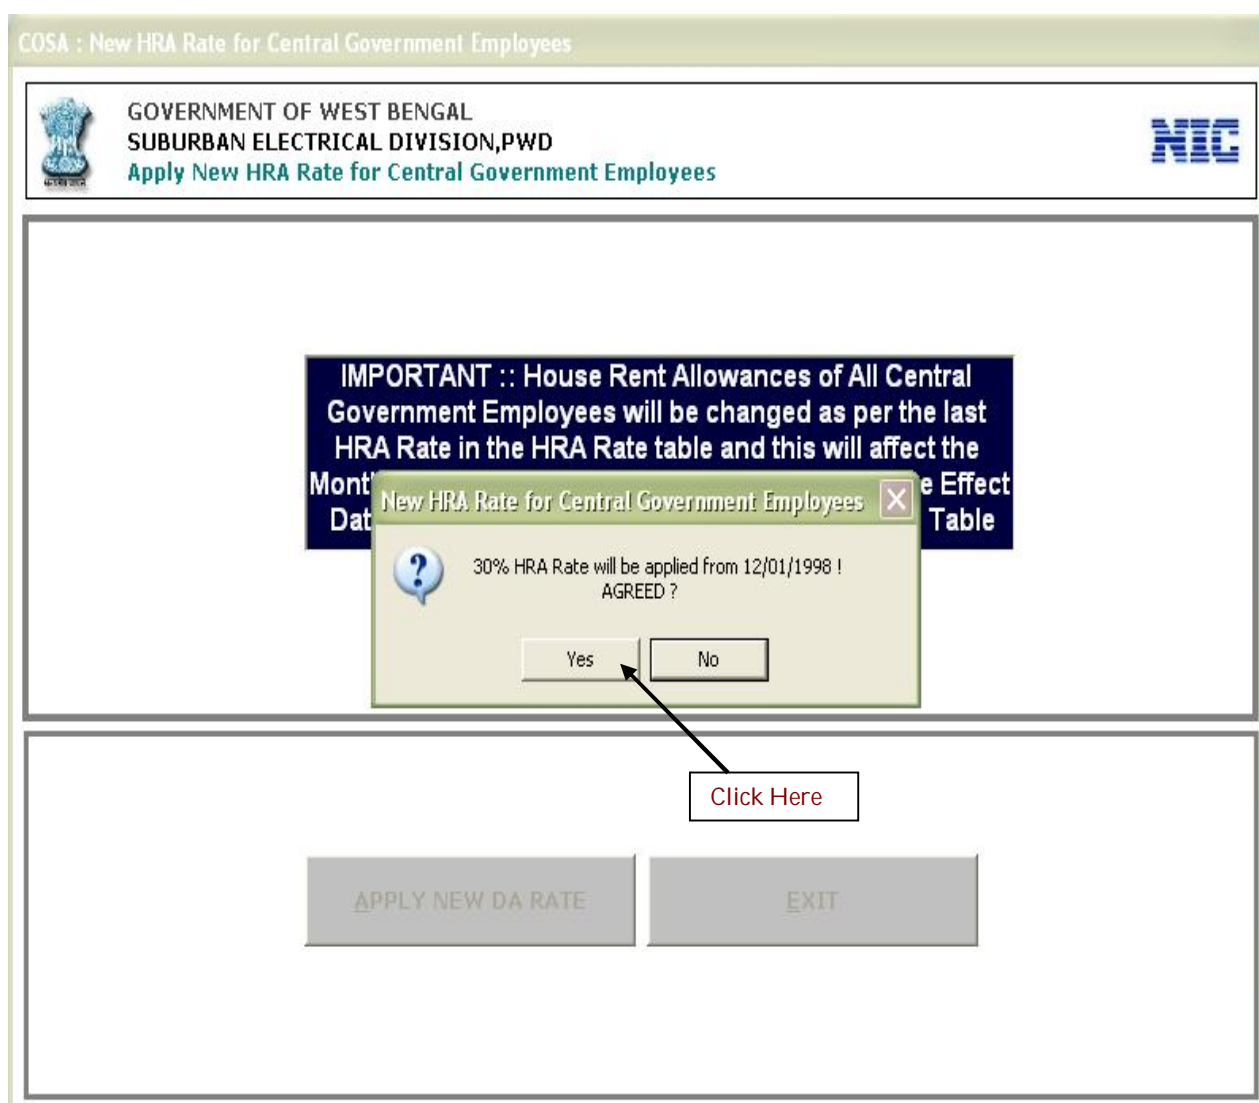 COSA : New HRA Rate for Central Government Employees
GOVERNMENT OF WEST BENGAL
SUBURBAN ELECTRICAL DIVISION,PWD
Apply New HRA Rate for Central Government Employees
NIC
IMPORTANT :: House Rent Allowances of All Central
Government Employees will be changed as per the last
HRA Rate in the HRA Rate table and this will affect the
e Effect
Table
New HRA Rate for Central Government Employees
30% HRA Rate will be applied from 12/01/1998 !
AGREED ?
Yes
No
Click Here
APPLY NEW DA RATE
EXIT